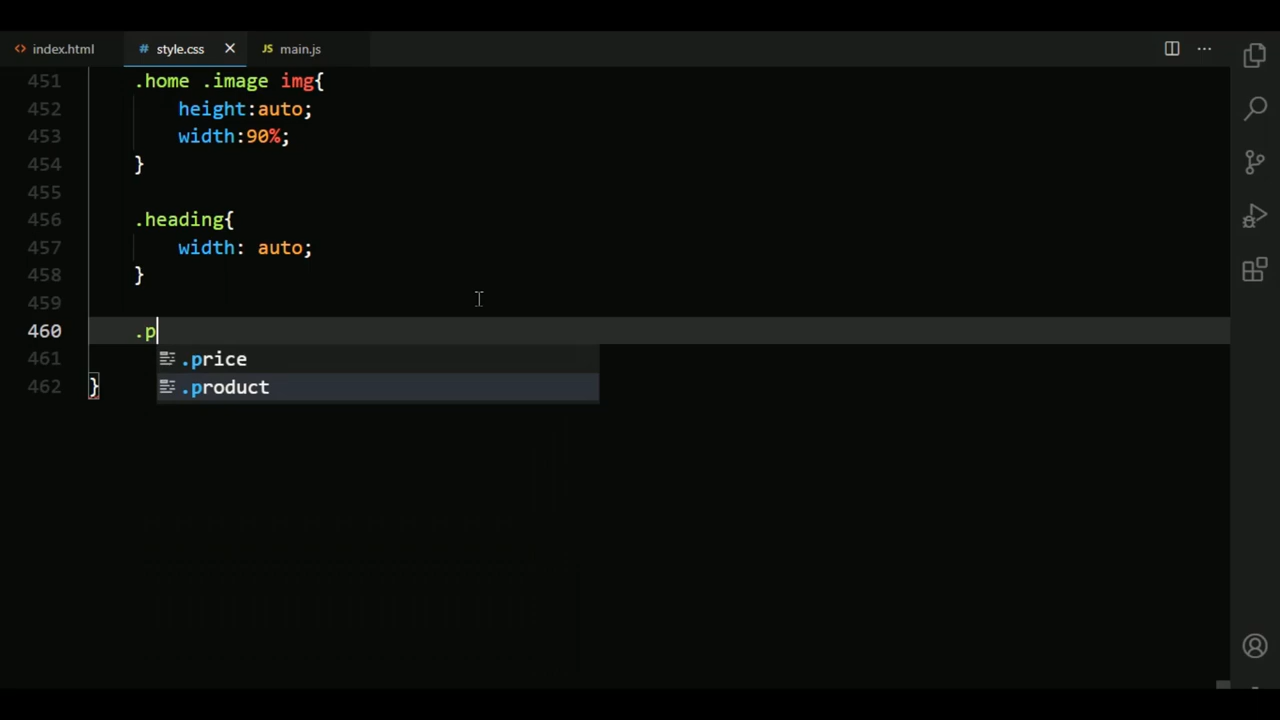 index.html
# style.css
JS main.js
451 .home .image img{
452 height:auto;
453 width:90%;
454 }
455
456 .heading{
457 width: auto;
458 }
459
460 .p
461 .price
462 } .product